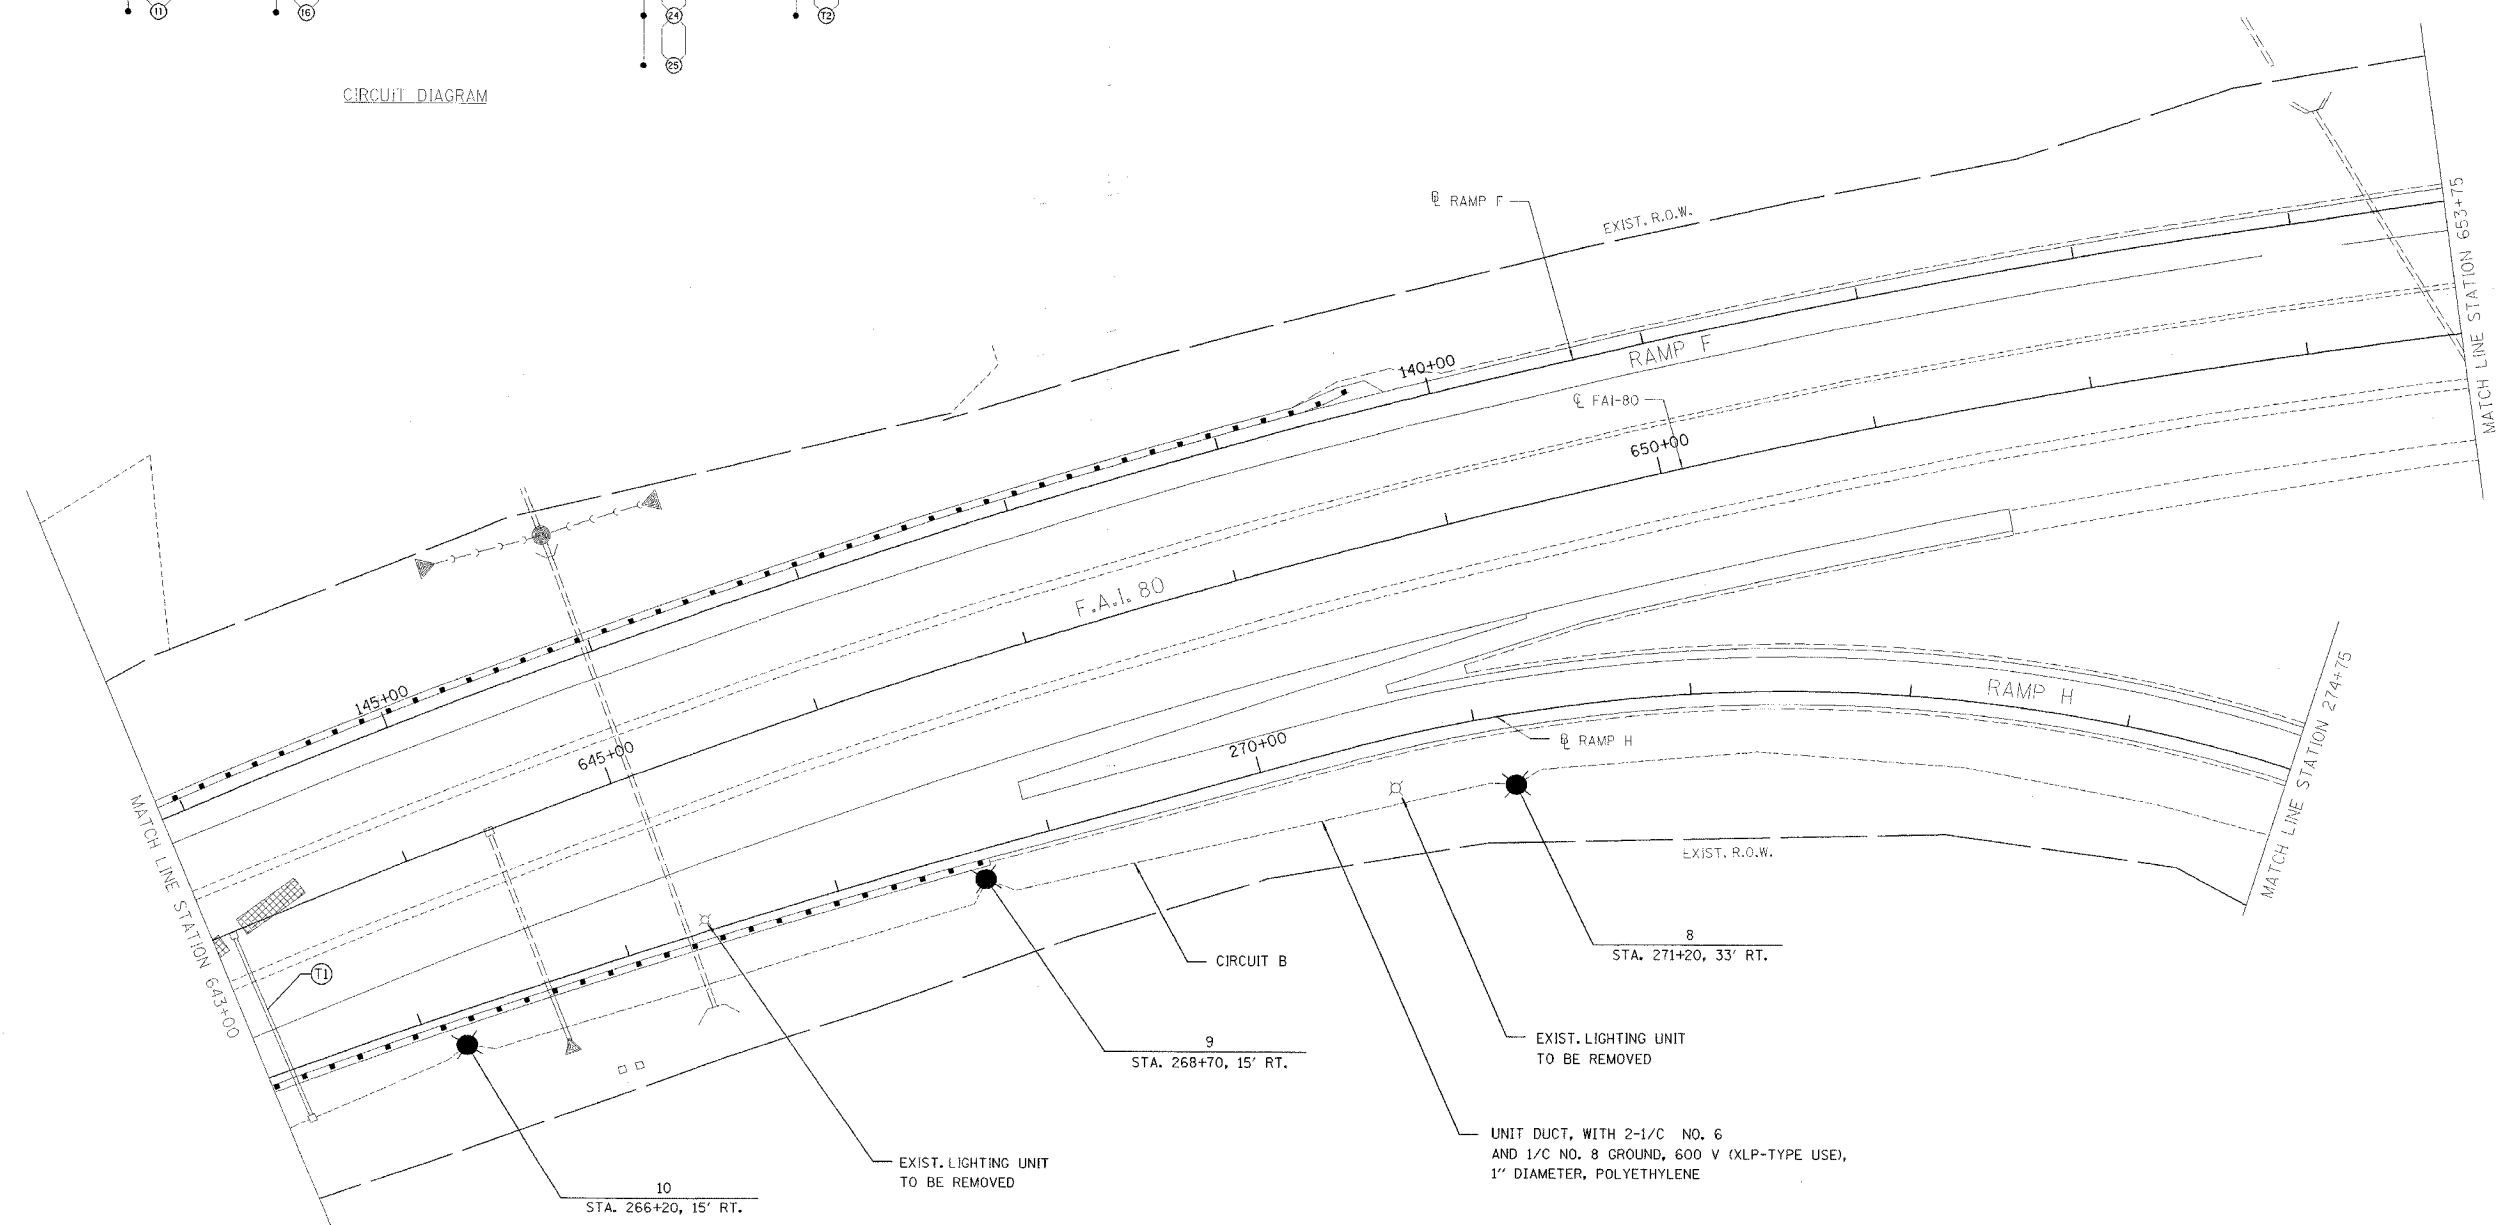 11
16
24
T2
25
CIRCUIT DIAGRAM
RAMP F
EXIST. R.O.W.
MATCH LINE STATION 653+75
140+00
RAMP F
FAI-80
650+00
F.A.I. 80
145+00
645+00
270+00
RAMP H
RAMP H
MATCH LINE STATION 274+75
EXIST. R.O.W.
MATCH LINE STATION 643+00
T1
CIRCUIT B
8
STA. 271+20, 33' RT.
9
STA. 268+70, 15' RT.
EXIST. LIGHTING UNIT
TO BE REMOVED
EXIST. LIGHTING UNIT
TO BE REMOVED
UNIT DUCT, WITH 2-1/C NO. 6
AND 1/C NO. 8 GROUND, 600 V (XLP-TYPE USE),
1" DIAMETER, POLYETHYLENE
10
STA. 266+20, 15' RT.